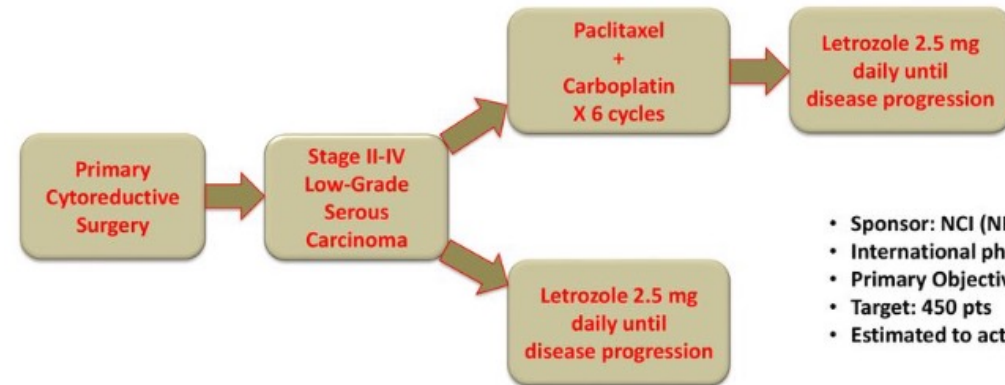 Primary
Cytoreductive
Surgery
Stage II-IV
Low-Grade
Serous
Carcinoma
Paclitaxel
+
Carboplatin
X 6 cycles
Letrozole 2.5 mg
daily until
disease progression
Letrozole 2.5 mg
daily until
disease progression
• Sponsor: NCI
• International
• Primary
• Target: 450 pts
• Estimated to